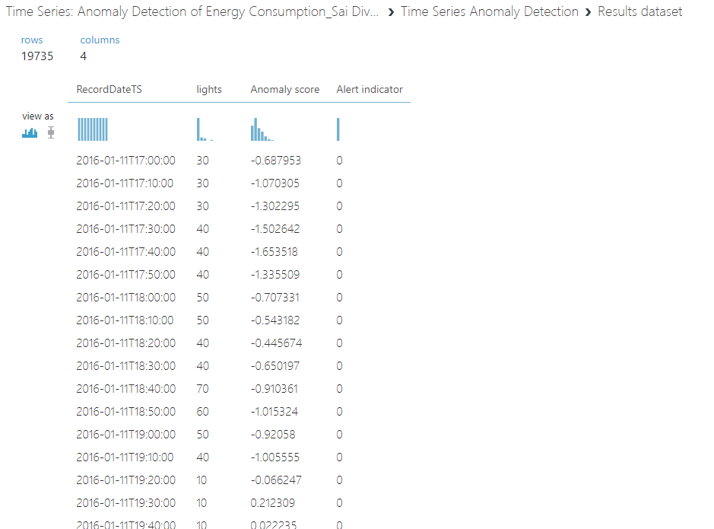 Time Series: Anomaly Detection of Energy Consumption_Sai Div... › Time Series Anomaly Detection › Results dataset
rows columns
19735 4
RecordDateTS lights Anomaly score Alert indicator
view as
2016-01-11T17:00:00 30 -0.687953 0
2016-01-11T17:10:00 30 -1.070305 0
2016-01-11T17:20:00 30 -1.302295 0
2016-01-11T17:30:00 40 -1.502642 0
2016-01-11T17:40:00 40 -1.653518 0
2016-01-11T17:50:00 40 -1.335509 0
2016-01-11T18:00:00 50 -0.707331 0
2016-01-11T18:10:00 50 -0.543182 0
2016-01-11T18:20:00 40 -0.445674 0
2016-01-11T18:30:00 40 -0.650197 0
2016-01-11T18:40:00 70 -0.910361 0
2016-01-11T18:50:00 60 -1.015324 0
2016-01-11T19:00:00 50 -0.92058 0
2016-01-11T19:10:00 40 -1.005555 0
2016-01-11T19:20:00 10 -0.066247 0
2016-01-11T19:30:00 10 0.212309 0
2016-01-11T19:40:00 10 0.022235 0